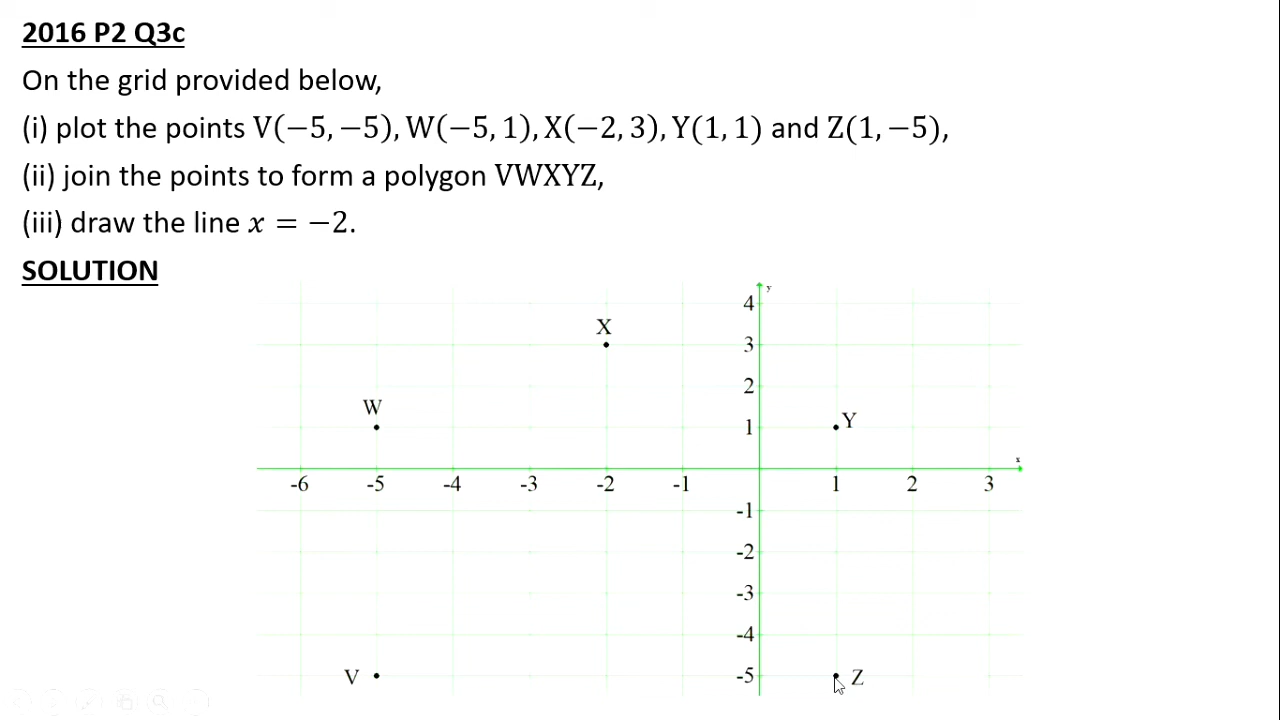 2016 P2 Q3c
On the grid provided below,
(i) plot the points V(−5, −5), W(−5, 1), X(−2, 3), Y(1, 1) and Z(1, −5),
(ii) join the points to form a polygon VWXYZ,
(iii) draw the line x = −2.
SOLUTION
y
4
X
3
2
W
1
Y
x
-6 -5 -4 -3 -2 -1 1 2 3
-1
-2
-3
-4
V
-5
Z